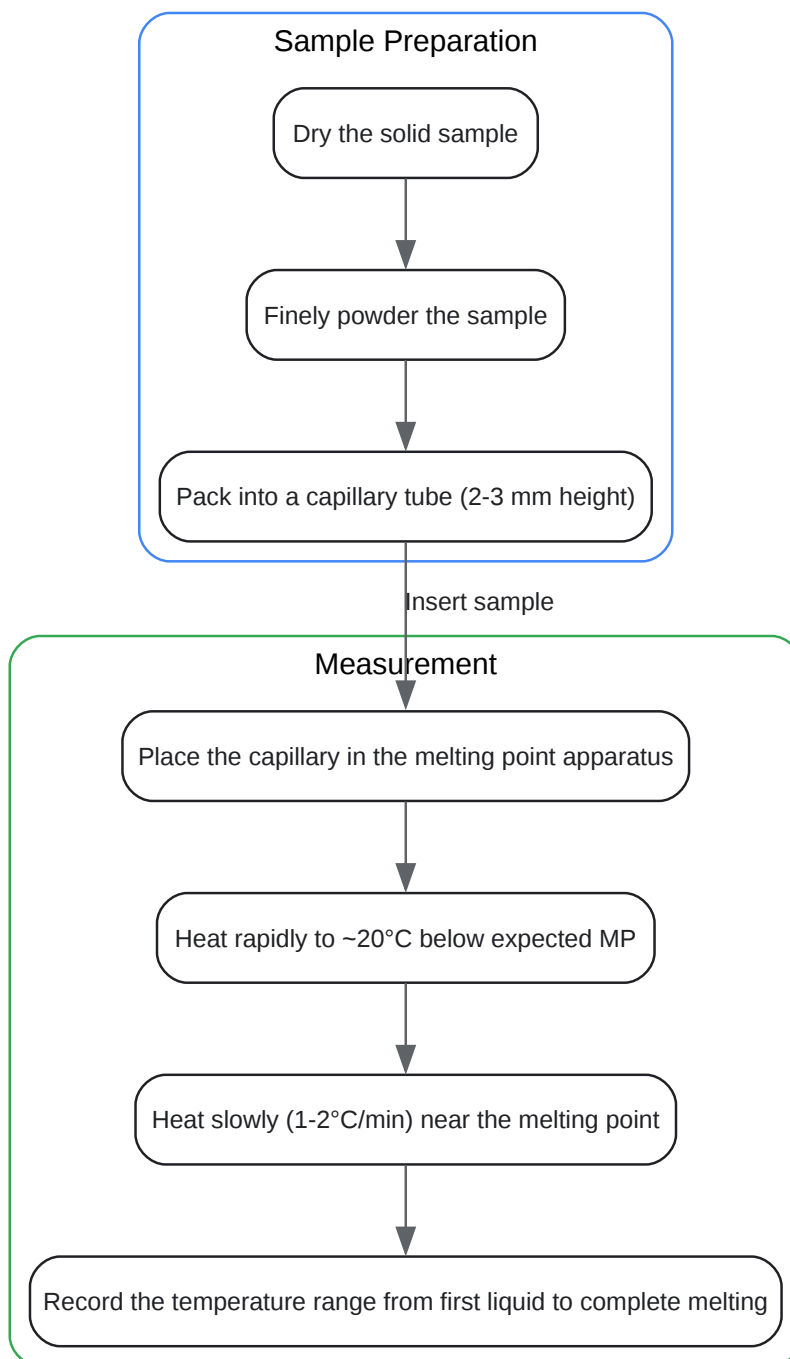 Sample Preparation
Dry the solid sample
Finely powder the sample
Pack into a capillary tube (2-3 mm height)
Insert sample
Measurement
Place the capillary in the melting point apparatus
Heat rapidly to ~20°C below expected MP
Heat slowly (1-2°C/min) near the melting point
Record the temperature range from first liquid to complete melting